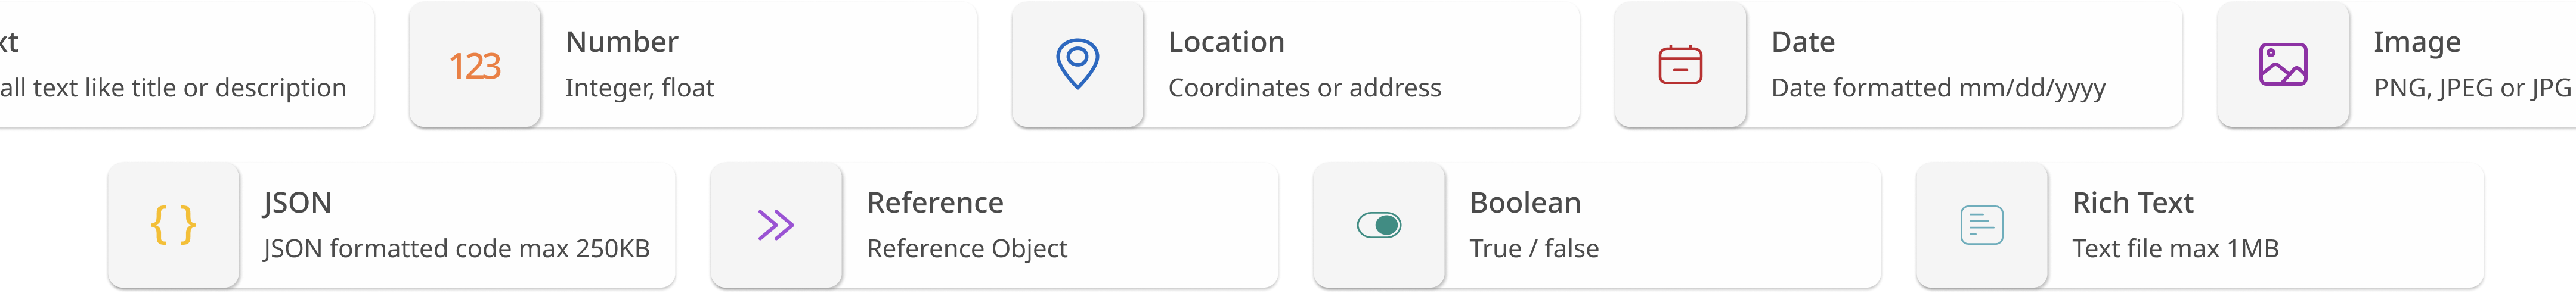 xt
all text like title or description
123
Number
Integer, float
Location
Coordinates or address
Date
Date formatted mm/dd/yyyy
Image
PNG, JPEG or JPG
{ }
JSON
JSON formatted code max 250KB
Reference
Reference Object
Boolean
True / false
Rich Text
Text file max 1MB